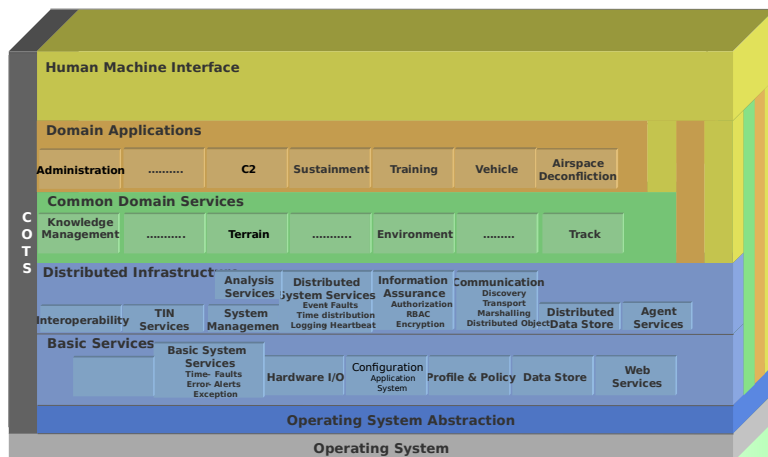 Human Machine Interface
Domain Applications
Administration
..........
C2
Sustainment
Training
Vehicle
Airspace
Deconfliction
COTS
Common Domain Services
Knowledge
Management
...........
Terrain
...........
Environment
.........
Track
Distributed Infrastructure
Interoperability
TIN
Services
Analysis
Services
System
Managemen
Distributed
System Services
Event Faults
Time distribution
Logging Heartbeat
Information
Assurance
Authorization
RBAC
Encryption
Communication
Discovery
Transport
Marshalling
Distributed Object
Distributed
Data Store
Agent
Services
Basic Services
Basic System
Services
Time- Faults
Error- Alerts
Exception
Hardware I/O
Configuration
Application
System
Profile & Policy
Data Store
Web
Services
Operating System Abstraction
Operating System